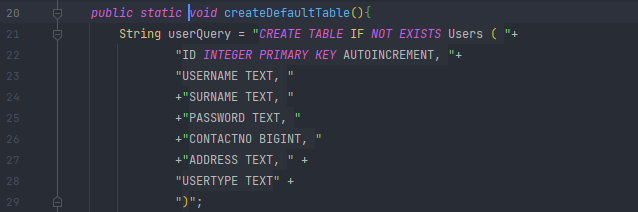 20 public static void createDefaultTable(){
21 String userQuery = "CREATE TABLE IF NOT EXISTS Users ( "+
22 "ID INTEGER PRIMARY KEY AUTOINCREMENT, "+
23 "USERNAME TEXT, "
24 +"SURNAME TEXT, "
25 +"PASSWORD TEXT, "
26 +"CONTACTNO BIGINT, "
27 +"ADDRESS TEXT, " +
28 "USERTYPE TEXT" +
29 ")";